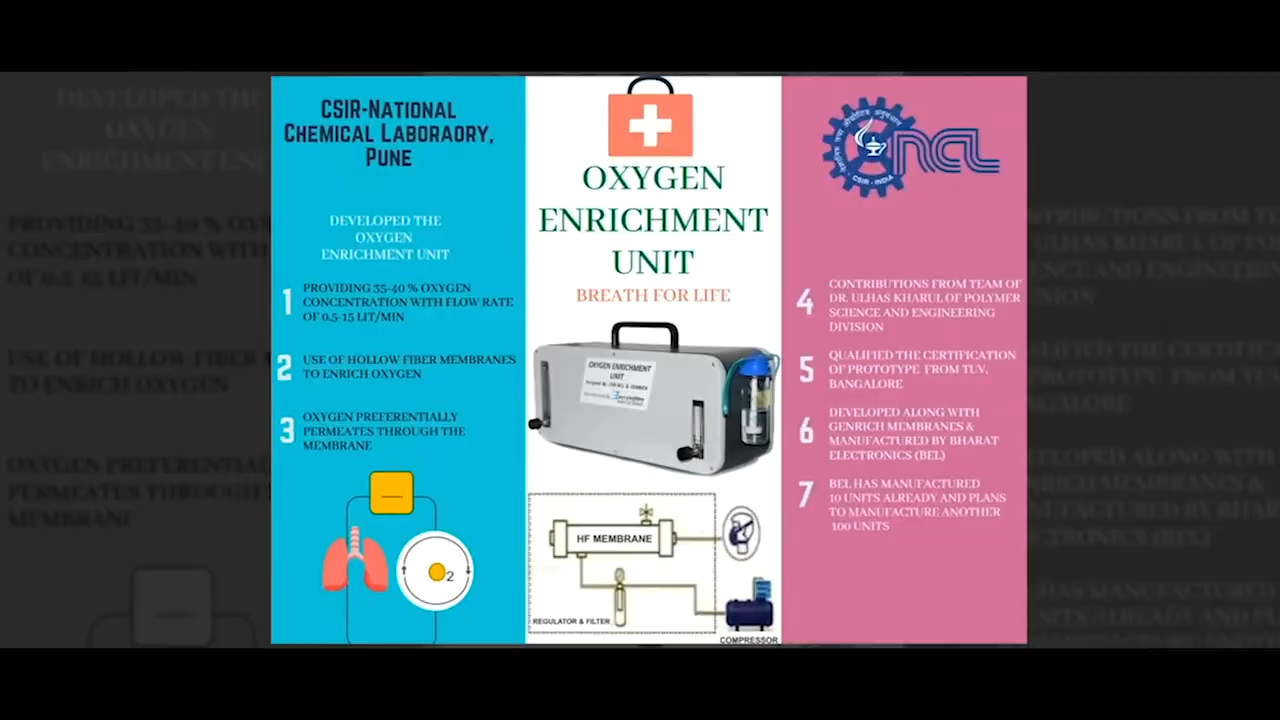 CSIR-National
Chemical Laboraory,
Pune
DEVELOPED THE
OXYGEN
ENRICHMENT UNIT
1
PROVIDING 35-40 % OXYGEN
CONCENTRATION WITH FLOW RATE
OF 0.5-15 LIT/MIN
2
USE OF HOLLOW FIBER MEMBRANES
TO ENRICH OXYGEN
3
OXYGEN PREFERENTIALLY
PERMEATES THROUGH THE
MEMBRANE
2
OXYGEN
ENRICHMENT
UNIT
BREATH FOR LIFE
OXYGEN ENRICHMENT
UNIT
HF MEMBRANE
REGULATOR & FILTER
COMPRESSOR
CSIR-INDIA
NCL
4
CONTRIBUTIONS FROM TEAM OF
DR. ULHAS KHARUL OF POLYMER
SCIENCE AND ENGINEERING
DIVISION
5
QUALIFIED THE CERTIFICATION
OF PROTOTYPE FROM TUV,
BANGALORE
6
DEVELOPED ALONG WITH
GENRICH MEMBRANES &
MANUFACTURED BY BHARAT
ELECTRONICS (BEL)
7
BEL HAS MANUFACTURED
10 UNITS ALREADY AND PLANS
TO MANUFACTURE ANOTHER
100 UNITS